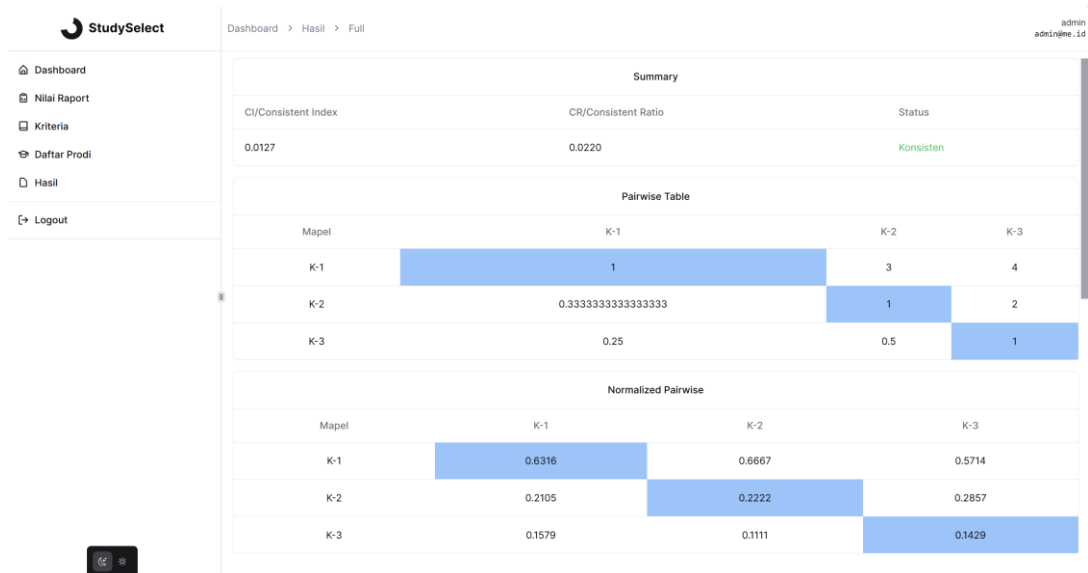 StudySelect
Dashboard > Hasil > Full
admin
admin@me.id
Dashboard
Nilai Raport
Kriteria
Daftar Prodi
Hasil
Logout
Summary
CI/Consistent Index CR/Consistent Ratio Status
0.0127 0.0220 Konsisten
Pairwise Table
Mapel K-1 K-2 K-3
K-1 1 3 4
K-2 0.3333333333333333 1 2
K-3 0.25 0.5 1
Normalized Pairwise
Mapel K-1 K-2 K-3
K-1 0.6316 0.6667 0.5714
K-2 0.2105 0.2222 0.2857
K-3 0.1579 0.1111 0.1429